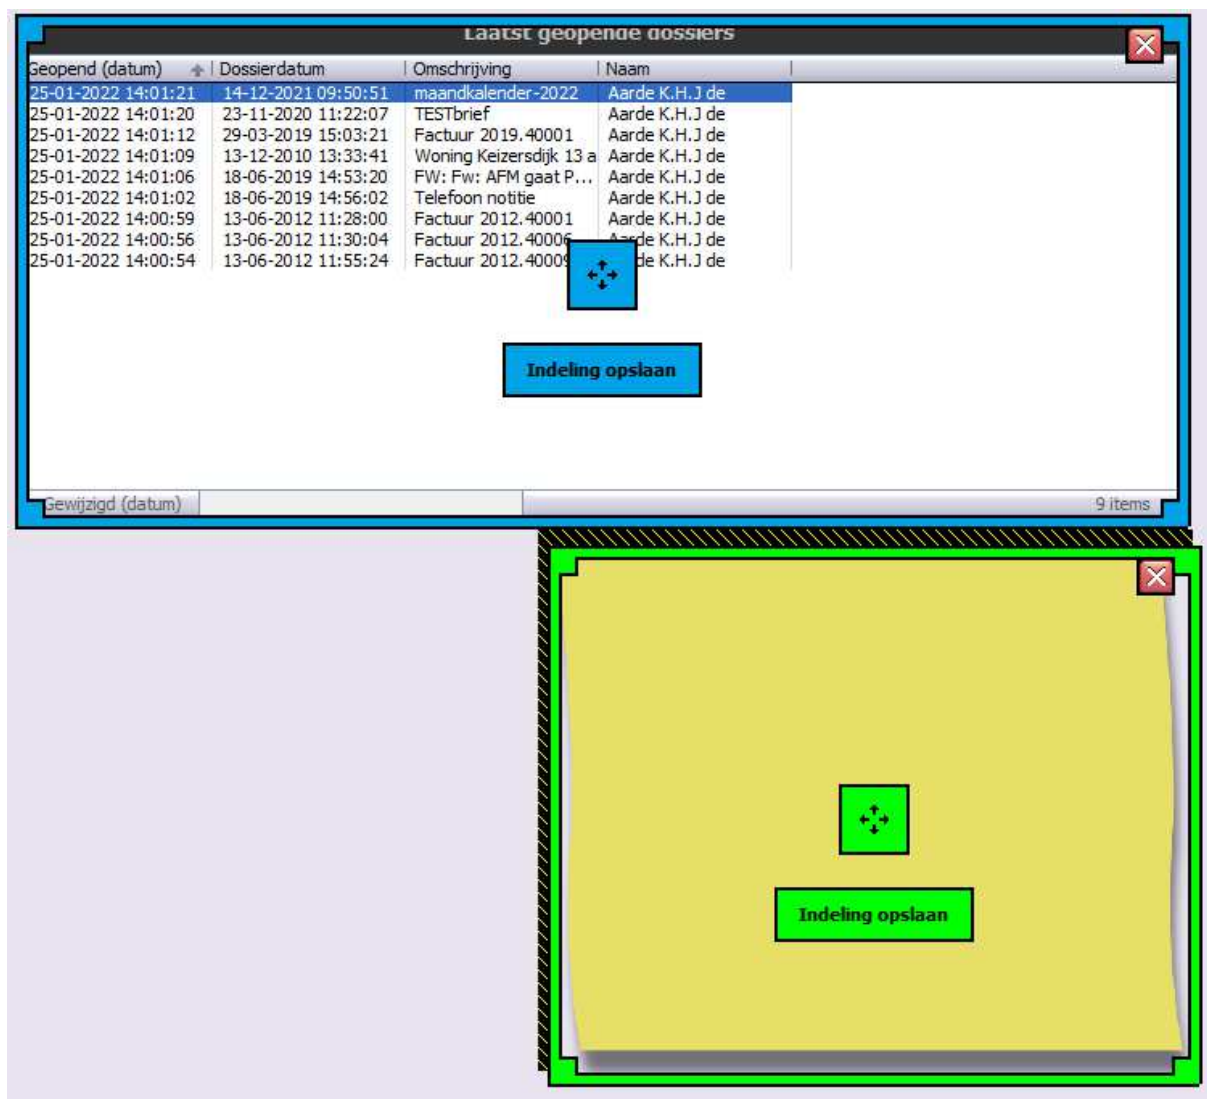 Laatst geopende dossiers
Geopend (datum) Dossierdatum Omschrijving Naam
25-01-2022 14:01:21 14-12-2021 09:50:51 maandkalender-2022 Aarde K.H.J de
25-01-2022 14:01:20 23-11-2020 11:22:07 TESTbrief Aarde K.H.J de
25-01-2022 14:01:12 29-03-2019 15:03:21 Factuur 2019.40001 Aarde K.H.J de
25-01-2022 14:01:09 13-12-2010 13:33:41 Woning Keizersdijk 13 a Aarde K.H.J de
25-01-2022 14:01:06 18-06-2019 14:53:20 FW: Fw: AFM gaat P... Aarde K.H.J de
25-01-2022 14:01:02 18-06-2019 14:56:02 Telefoon notitie Aarde K.H.J de
25-01-2022 14:00:59 13-06-2012 11:28:00 Factuur 2012.40001 Aarde K.H.J de
25-01-2022 14:00:56 13-06-2012 11:30:04 Factuur 2012.40006 Aarde K.H.J de
25-01-2022 14:00:54 13-06-2012 11:55:24 Factuur 2012.40009 de K.H.J de
Indeling opslaan
Gewijzigd (datum) 9 items
Indeling opslaan